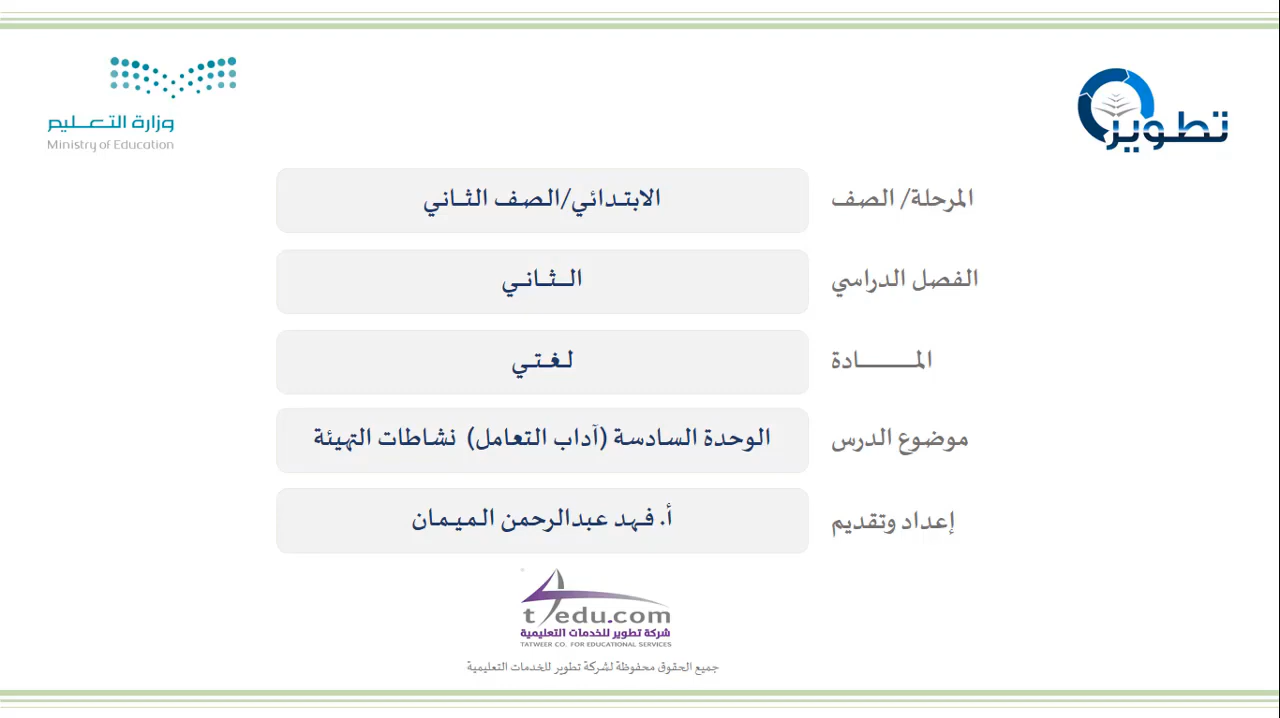 تطوير
وزارة التعليم
Ministry of Education
المرحلة/ الصف
الابتدائي/الصف الثاني
الفصل الدراسي
الثاني
المادة
لغتي
موضوع الدرس
الوحدة السادسة (آداب التعامل) نشاطات التهيئة
إعداد وتقديم
أ. فهد عبدالرحمن الميمان
t4edu.com
شركة تطوير للخدمات التعليمية
TATWEER CO. FOR EDUCATIONAL SERVICES
جميع الحقوق محفوظة لشركة تطوير للخدمات التعليمية